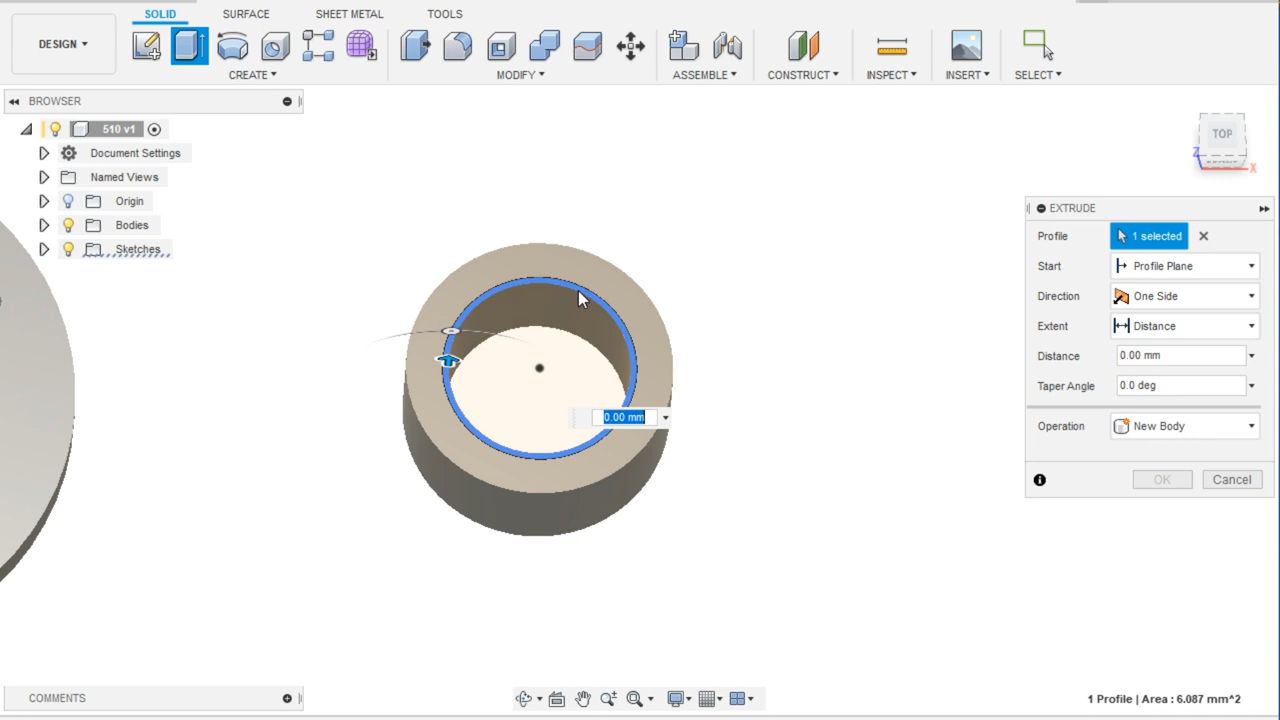 SOLID SURFACE SHEET METAL TOOLS
DESIGN
CREATE MODIFY ASSEMBLE CONSTRUCT INSPECT INSERT SELECT
BROWSER
510 v1
Document Settings
Named Views
Origin
Bodies
Sketches
TOP
Z
X
0.00 mm
EXTRUDE
Profile 1 selected
Start Profile Plane
Direction One Side
Extent Distance
Distance 0.00 mm
Taper Angle 0.0 deg
Operation New Body
OK Cancel
COMMENTS
1 Profile | Area : 6.087 mm^2